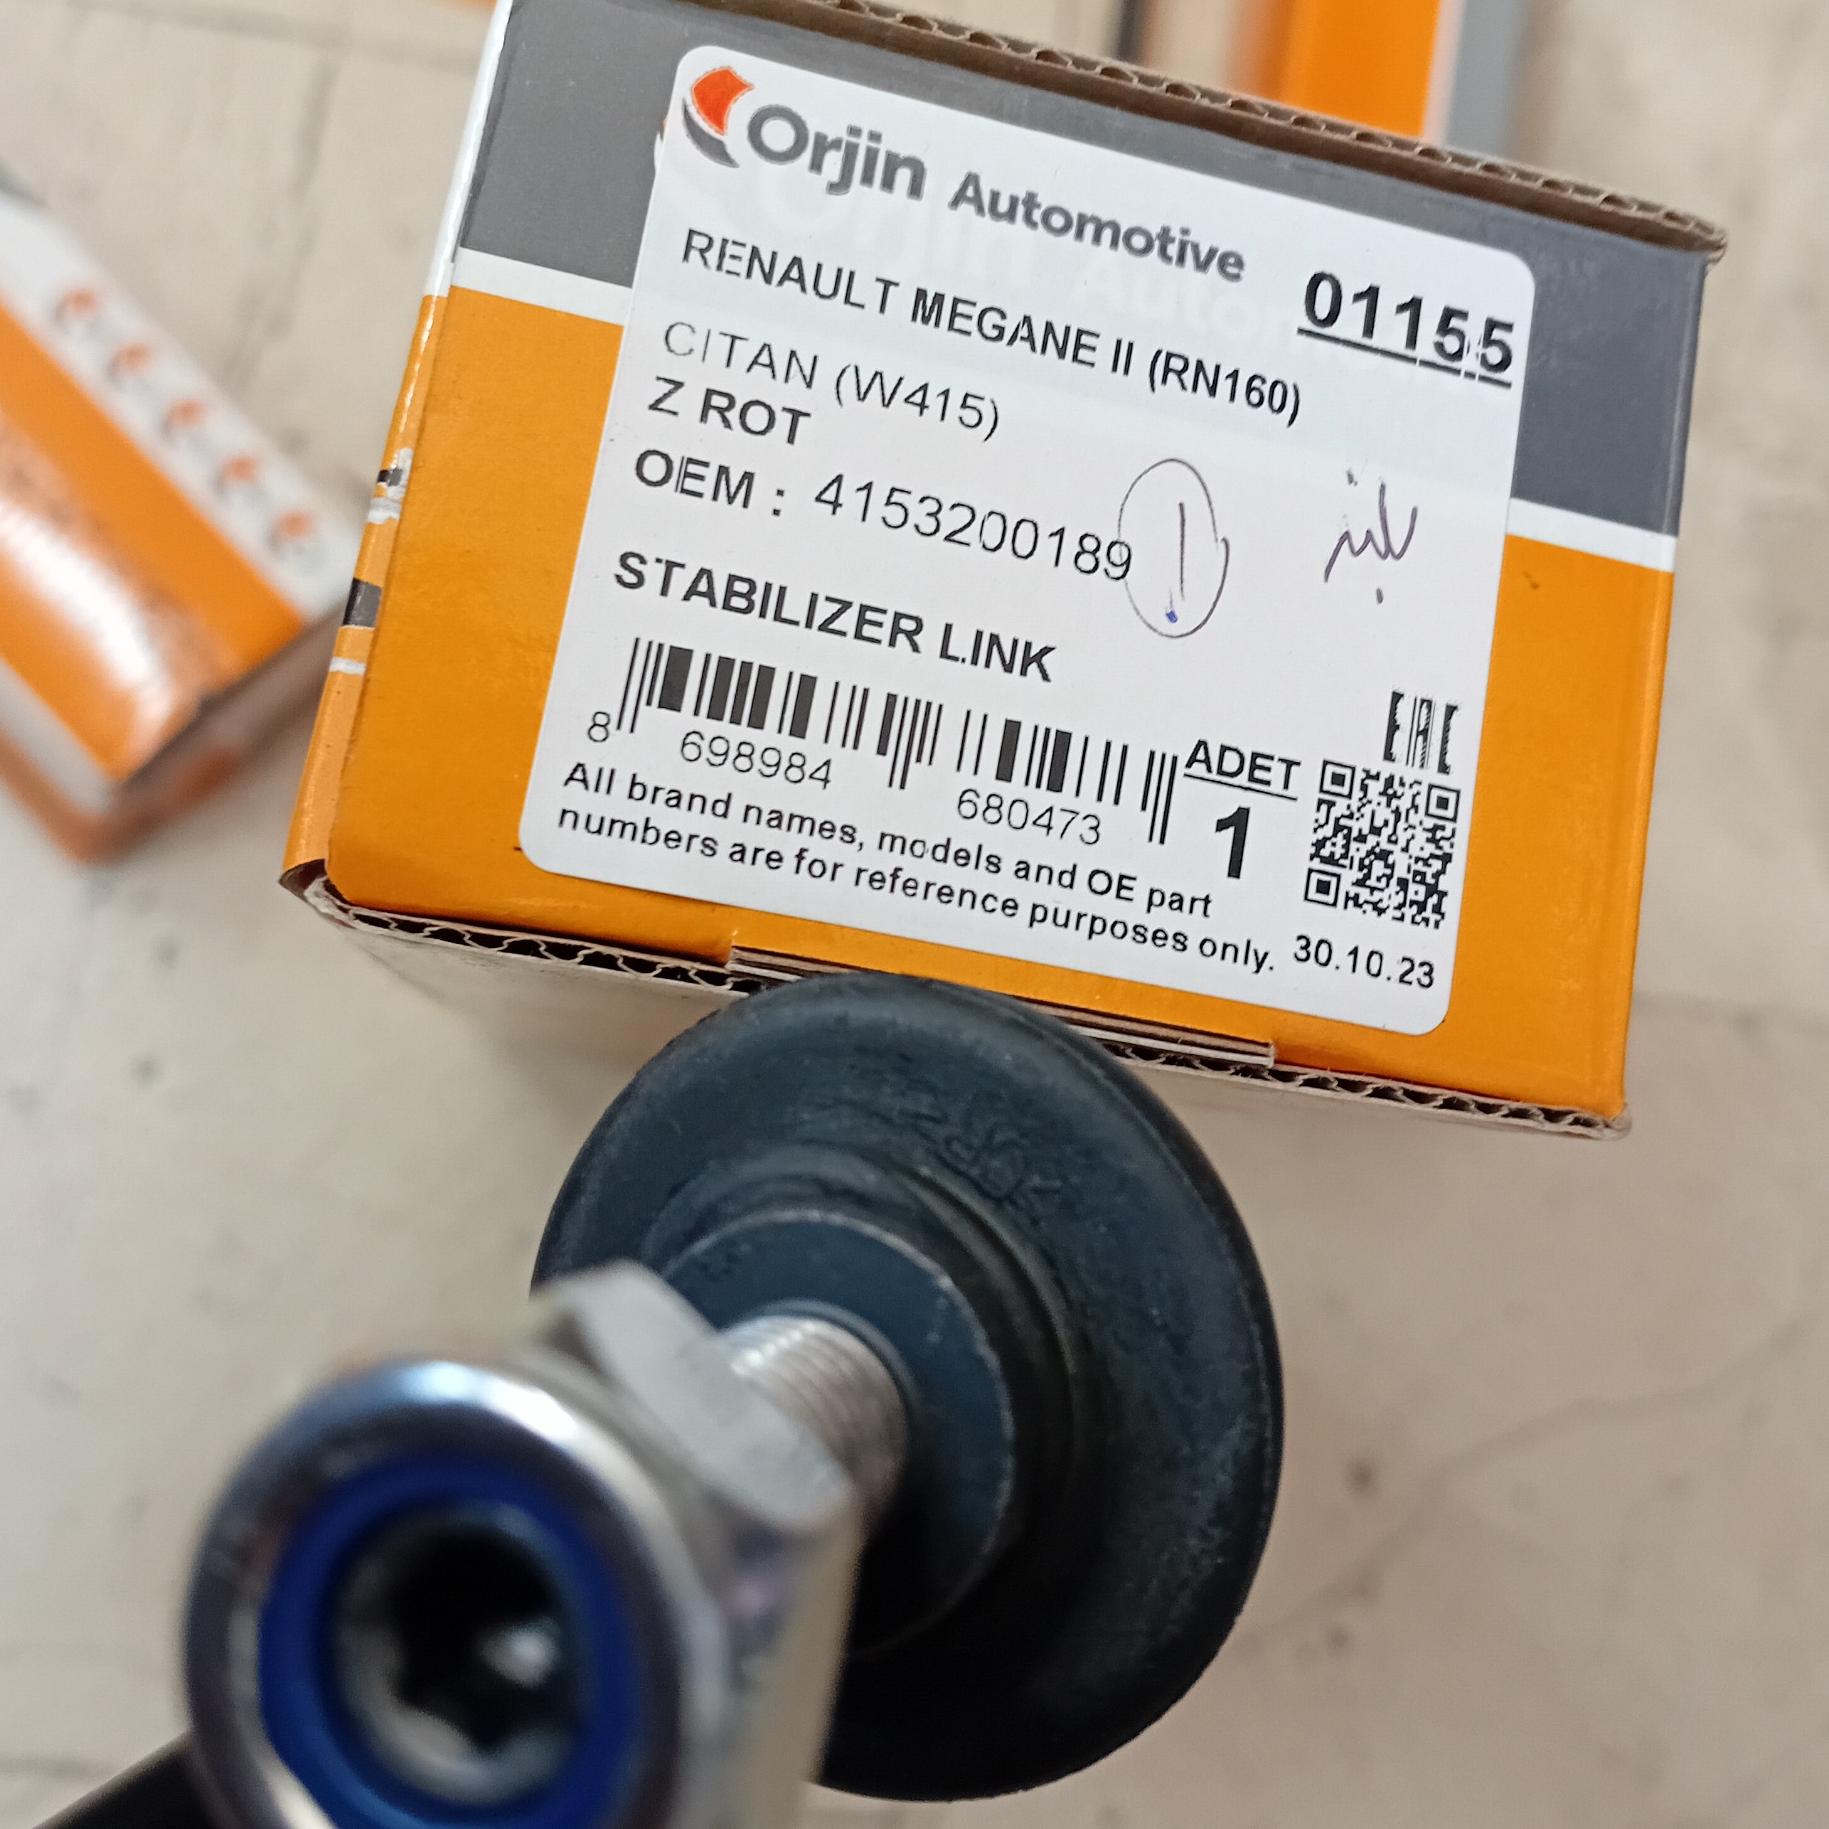 Orjin Automotive
01155
RENAULT MEGANE II (RN160)
CITAN (W415)
Z ROT
OEM : 4153200189
STABILIZER LINK
8 698984 680473
ADET
1
All brand names, models and OE part
numbers are for reference purposes only.
30.10.23